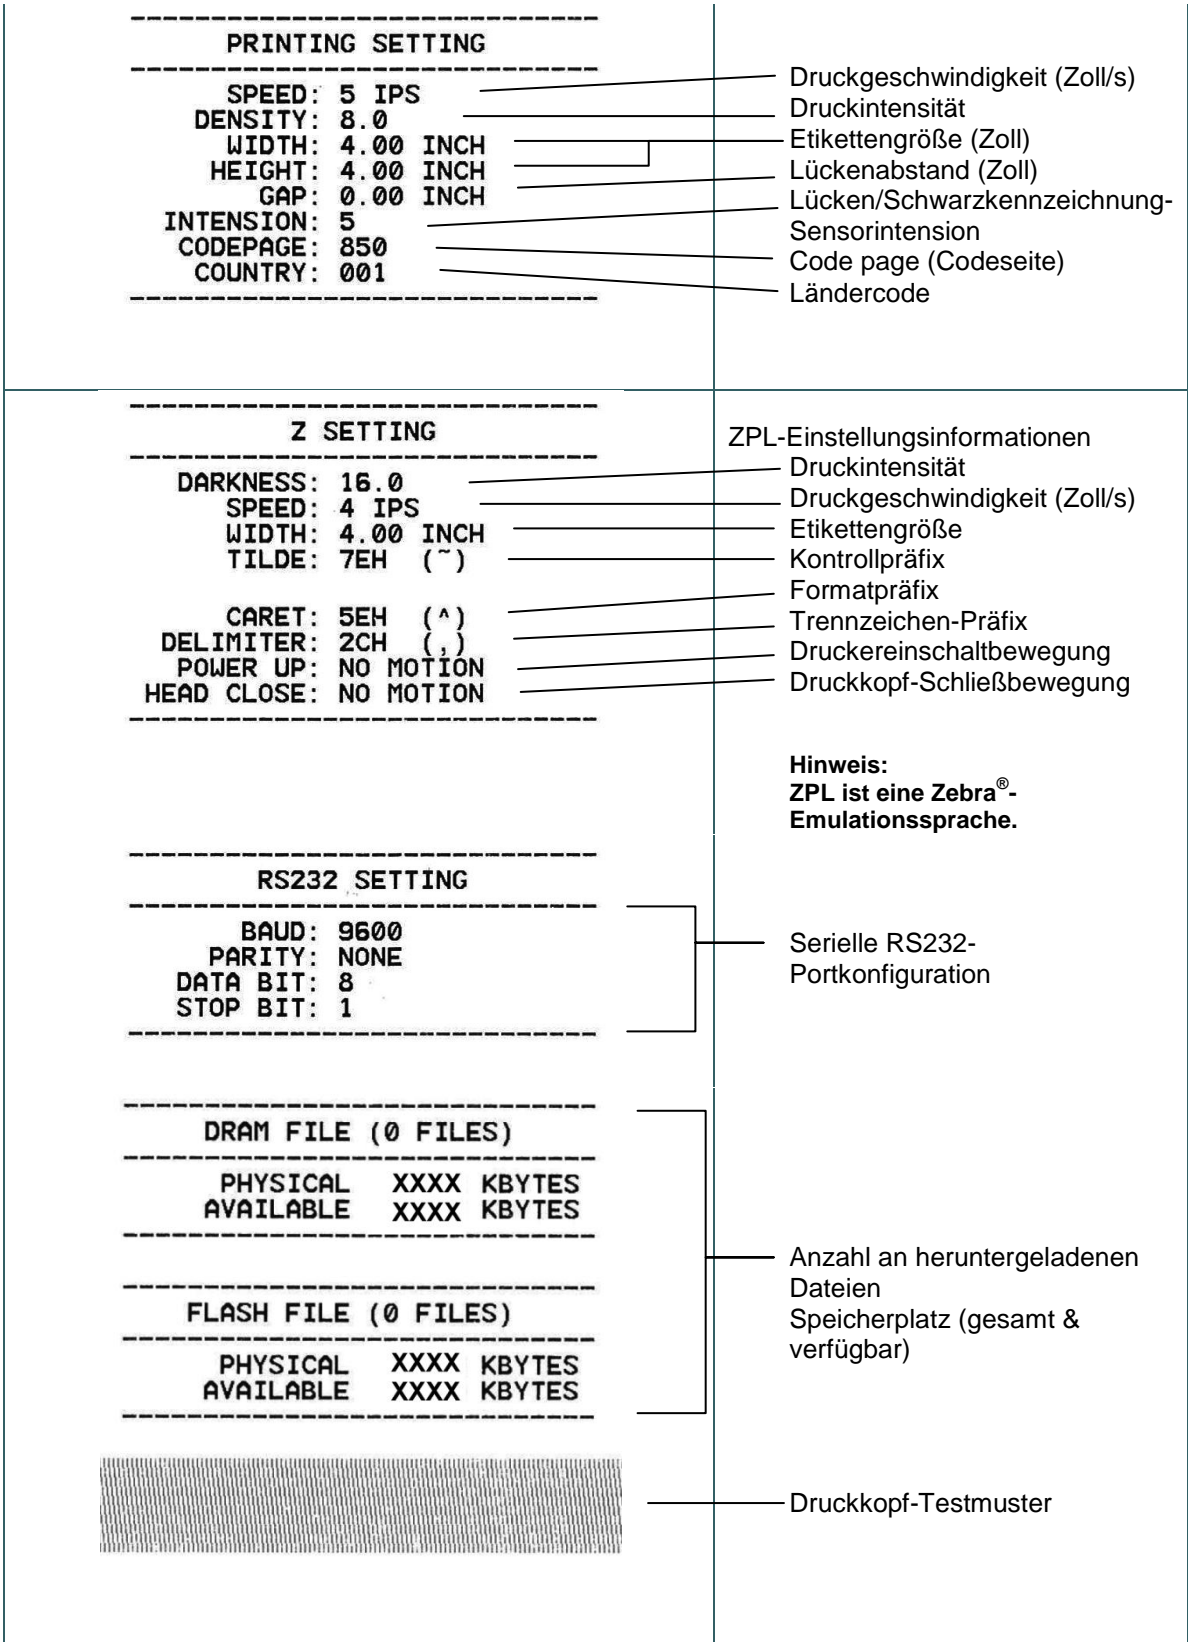 PRINTING SETTING
SPEED: 5 IPS
DENSITY: 8.0
WIDTH: 4.00 INCH
HEIGHT: 4.00 INCH
GAP: 0.00 INCH
INTENSION: 5
CODEPAGE: 850
COUNTRY: 001
Druckgeschwindigkeit (Zoll/s)
Druckintensität
Etikettengröße (Zoll)
Lückenabstand (Zoll)
Lücken/Schwarzkennzeichnung-
Sensorintension
Code page (Codeseite)
Ländercode
Z SETTING
DARKNESS: 16.0
SPEED: 4 IPS
WIDTH: 4.00 INCH
TILDE: 7EH (~)
CARET: 5EH (^)
DELIMITER: 2CH (,)
POWER UP: NO MOTION
HEAD CLOSE: NO MOTION
ZPL-Einstellungsinformationen
Druckintensität
Druckgeschwindigkeit (Zoll/s)
Etikettengröße
Kontrollpräfix
Formatpräfix
Trennzeichen-Präfix
Druckereinschaltbewegung
Druckkopf-Schließbewegung
Hinweis:
ZPL ist eine Zebra®-
Emulationssprache.
RS232 SETTING
BAUD: 9600
PARITY: NONE
DATA BIT: 8
STOP BIT: 1
Serielle RS232-
Portkonfiguration
DRAM FILE (0 FILES)
PHYSICAL XXXX KBYTES
AVAILABLE XXXX KBYTES
FLASH FILE (0 FILES)
PHYSICAL XXXX KBYTES
AVAILABLE XXXX KBYTES
Anzahl an heruntergeladenen
Dateien
Speicherplatz (gesamt &
verfügbar)
Druckkopf-Testmuster